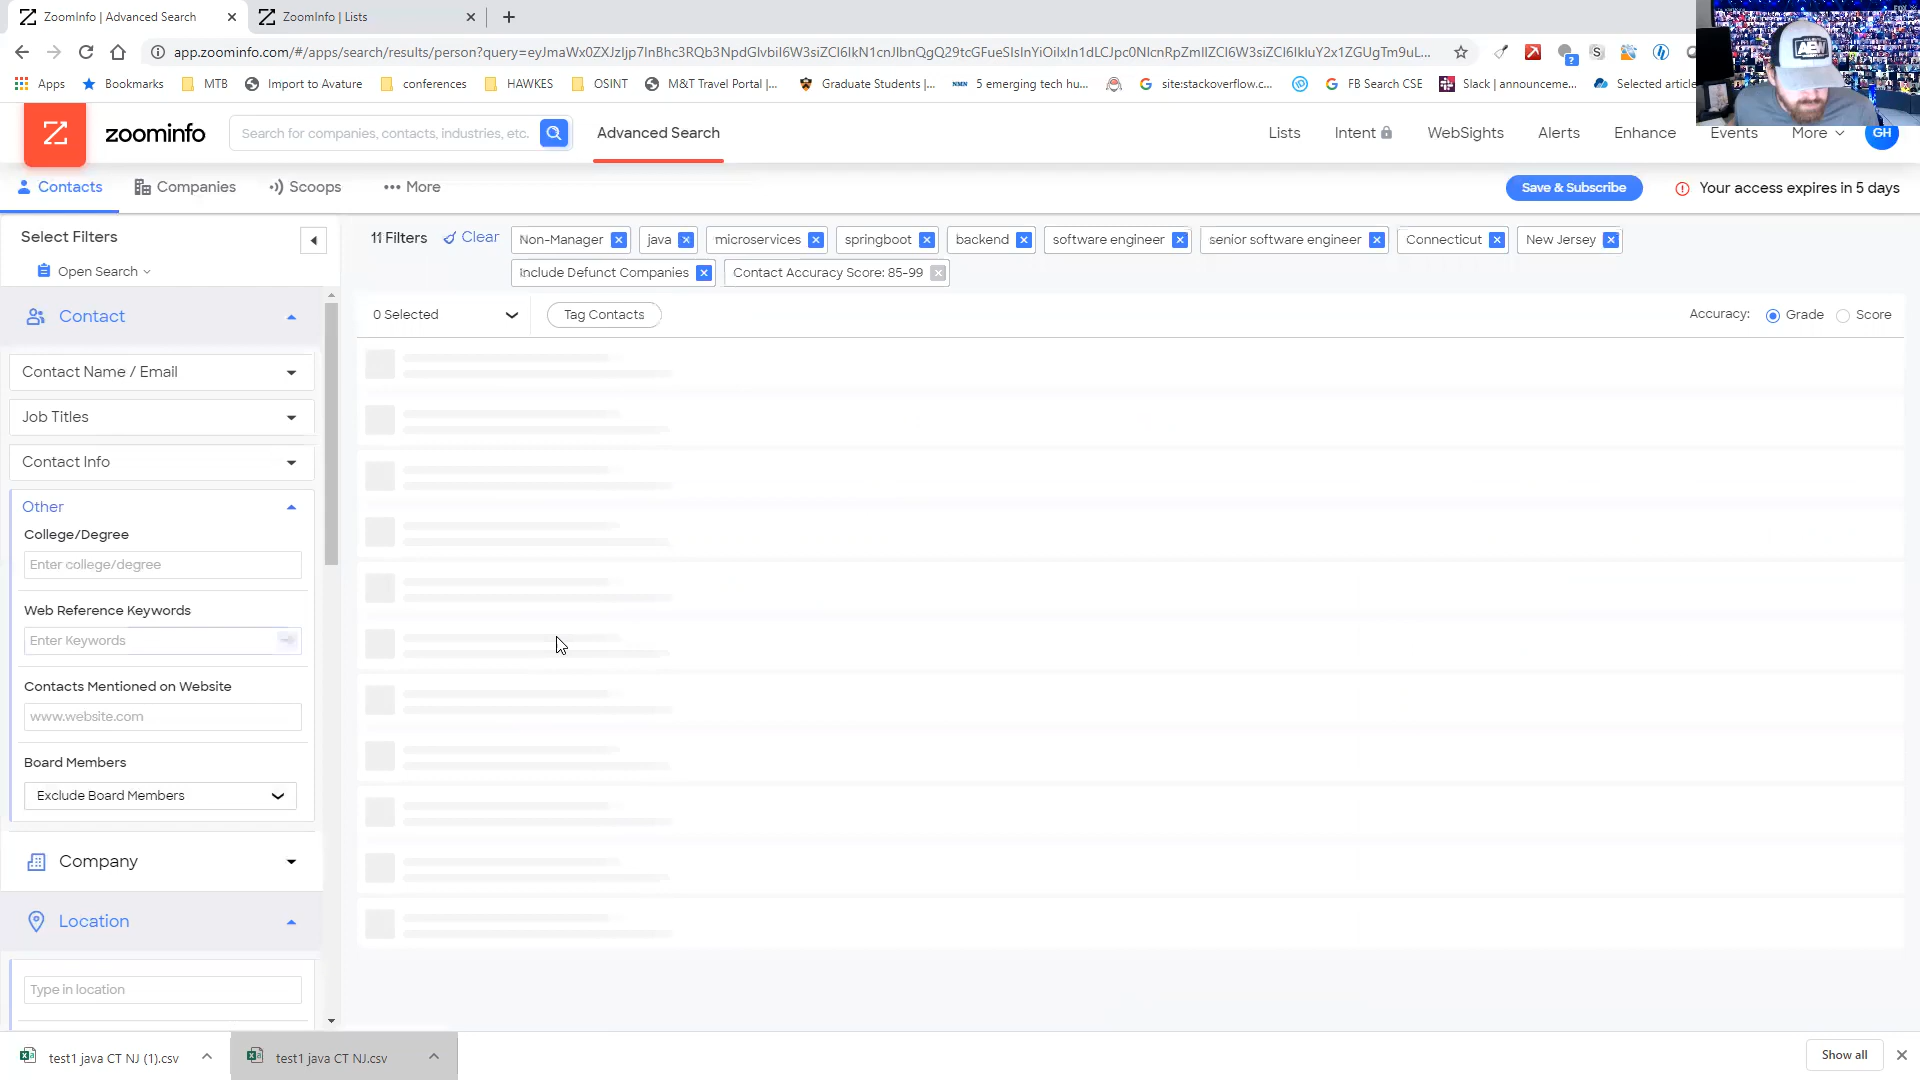 ZoomInfo | Advanced Search
ZoomInfo | Lists
app.zoominfo.com/#/apps/search/results/person?query=
Apps
Bookmarks
MTB
Import to Avature
conferences
HAWKES
OSINT
M&T Travel Portal |...
Graduate Students |...
5 emerging tech hu...
site:stackoverflow.c...
FB Search CSE
Slack | announceme...
Selected article
zoominfo
Search for companies, contacts, industries, etc.
Advanced Search
Lists
Intent
WebSights
Alerts
Enhance
Events
More
GH
Contacts
Companies
Scoops
More
Save & Subscribe
Your access expires in 5 days
Select Filters
Open Search
11 Filters
Clear
Non-Manager
java
microservices
springboot
backend
software engineer
senior software engineer
Connecticut
New Jersey
Include Defunct Companies
Contact Accuracy Score: 85-99
0 Selected
Tag Contacts
Accuracy:
Grade
Score
Contact
Contact Name / Email
Job Titles
Contact Info
Other
College/Degree
Enter college/degree
Web Reference Keywords
Enter Keywords
Contacts Mentioned on Website
www.website.com
Board Members
Exclude Board Members
Company
Location
Type in location
test1 java CT NJ (1).csv
test1 java CT NJ.csv
Show all